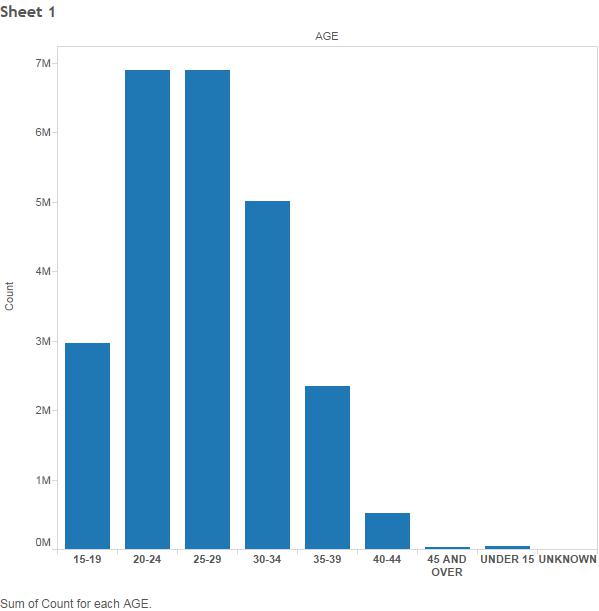 Sheet 1
AGE
7M
6M
5M
4M
3M
2M
1M
0M
Count
15-19 20-24 25-29 30-34 35-39 40-44 45 AND OVER UNDER 15 UNKNOWN
Sum of Count for each AGE.